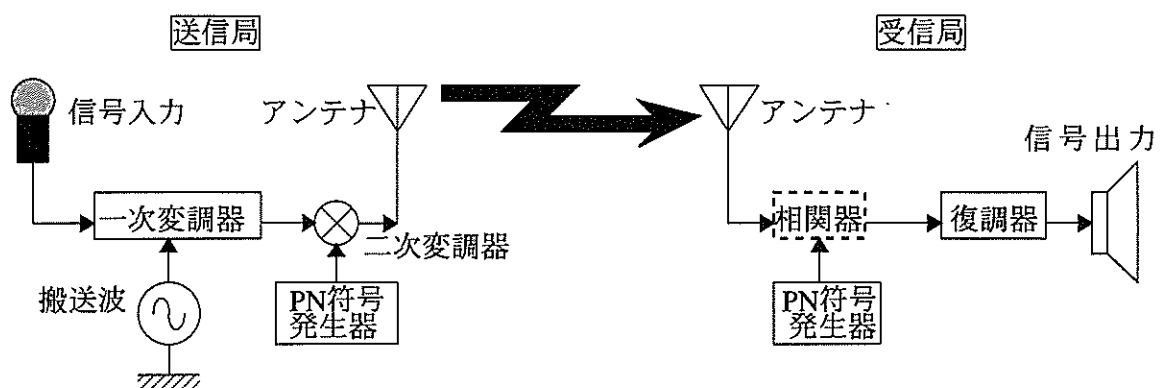 送信局
受信局
信号入力
アンテナ
アンテナ
信号出力
一次変調器
二次変調器
相関器
復調器
搬送波
PN符号
発生器
PN符号
発生器